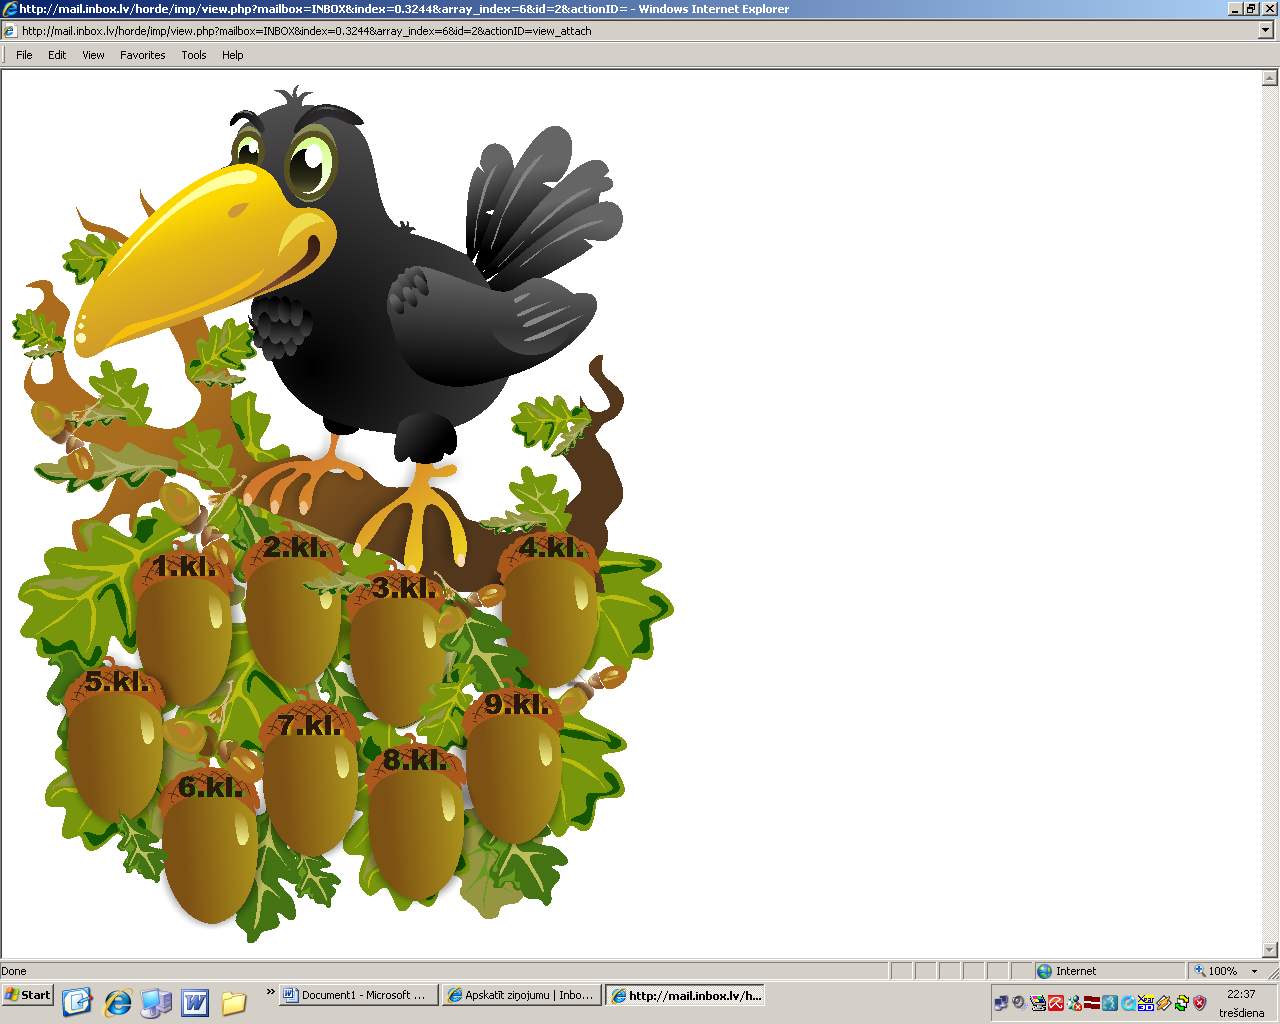 http://mail.inbox.lv/horde/imp/view.php?mailbox=INBOX&index=0.3244&array_index=6&id=2&actionID= - Windows Internet Explorer
http://mail.inbox.lv/horde/imp/view.php?mailbox=INBOX&index=0.3244&array_index=6&id=2&actionID=view_attach
File Edit View Favorites Tools Help
1.kl.
2.kl.
3.kl.
4.kl.
5.kl.
6.kl.
7.kl.
8.kl.
9.kl.
Done
Internet
100%
Start
Document1 - Microsoft ...
Apskatīt ziņojumu | Inbo...
http://mail.inbox.lv/h...
22:37
trešdiena